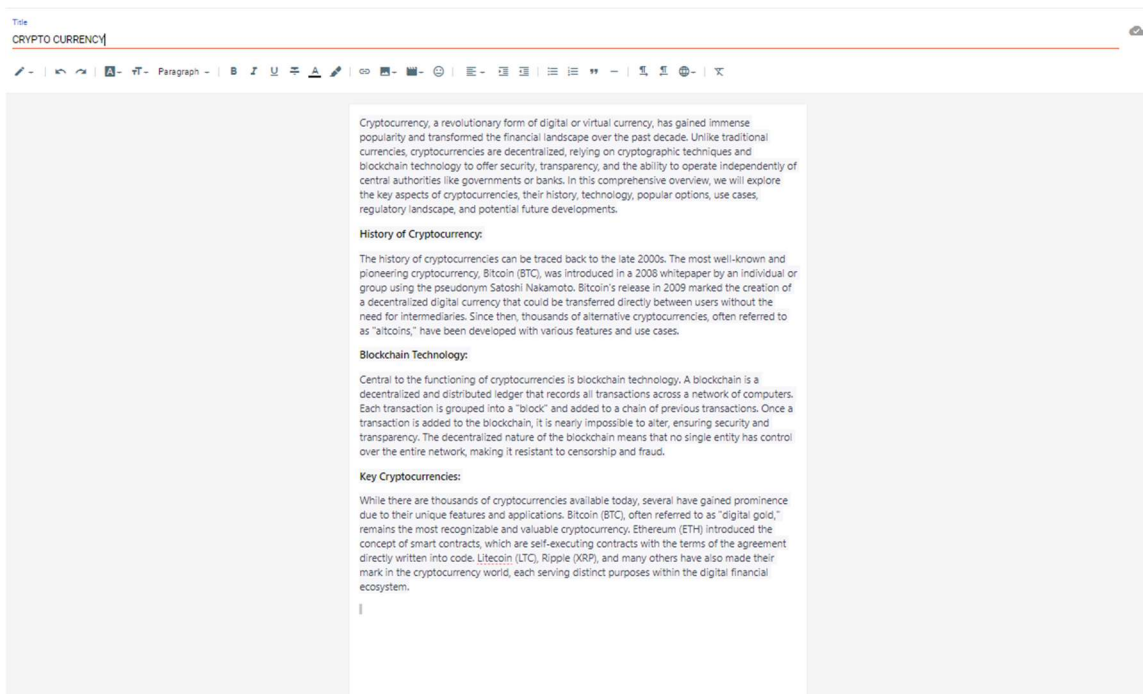 Title
CRYPTO CURRENCY
Paragraph
Cryptocurrency, a revolutionary form of digital or virtual currency, has gained immense
popularity and transformed the financial landscape over the past decade. Unlike traditional
currencies, cryptocurrencies are decentralized, relying on cryptographic techniques and
blockchain technology to offer security, transparency, and the ability to operate independently of
central authorities like governments or banks. In this comprehensive overview, we will explore
the key aspects of cryptocurrencies, their history, technology, popular options, use cases,
regulatory landscape, and potential future developments.
History of Cryptocurrency:
The history of cryptocurrencies can be traced back to the late 2000s. The most well-known and
pioneering cryptocurrency, Bitcoin (BTC), was introduced in a 2008 whitepaper by an individual or
group using the pseudonym Satoshi Nakamoto. Bitcoin's release in 2009 marked the creation of
a decentralized digital currency that could be transferred directly between users without the
need for intermediaries. Since then, thousands of alternative cryptocurrencies, often referred to
as "altcoins," have been developed with various features and use cases.
Blockchain Technology:
Central to the functioning of cryptocurrencies is blockchain technology. A blockchain is a
decentralized and distributed ledger that records all transactions across a network of computers.
Each transaction is grouped into a "block" and added to a chain of previous transactions. Once a
transaction is added to the blockchain, it is nearly impossible to alter, ensuring security and
transparency. The decentralized nature of the blockchain means that no single entity has control
over the entire network, making it resistant to censorship and fraud.
Key Cryptocurrencies:
While there are thousands of cryptocurrencies available today, several have gained prominence
due to their unique features and applications. Bitcoin (BTC), often referred to as "digital gold,"
remains the most recognizable and valuable cryptocurrency. Ethereum (ETH) introduced the
concept of smart contracts, which are self-executing contracts with the terms of the agreement
directly written into code. Litecoin (LTC), Ripple (XRP), and many others have also made their
mark in the cryptocurrency world, each serving distinct purposes within the digital financial
ecosystem.